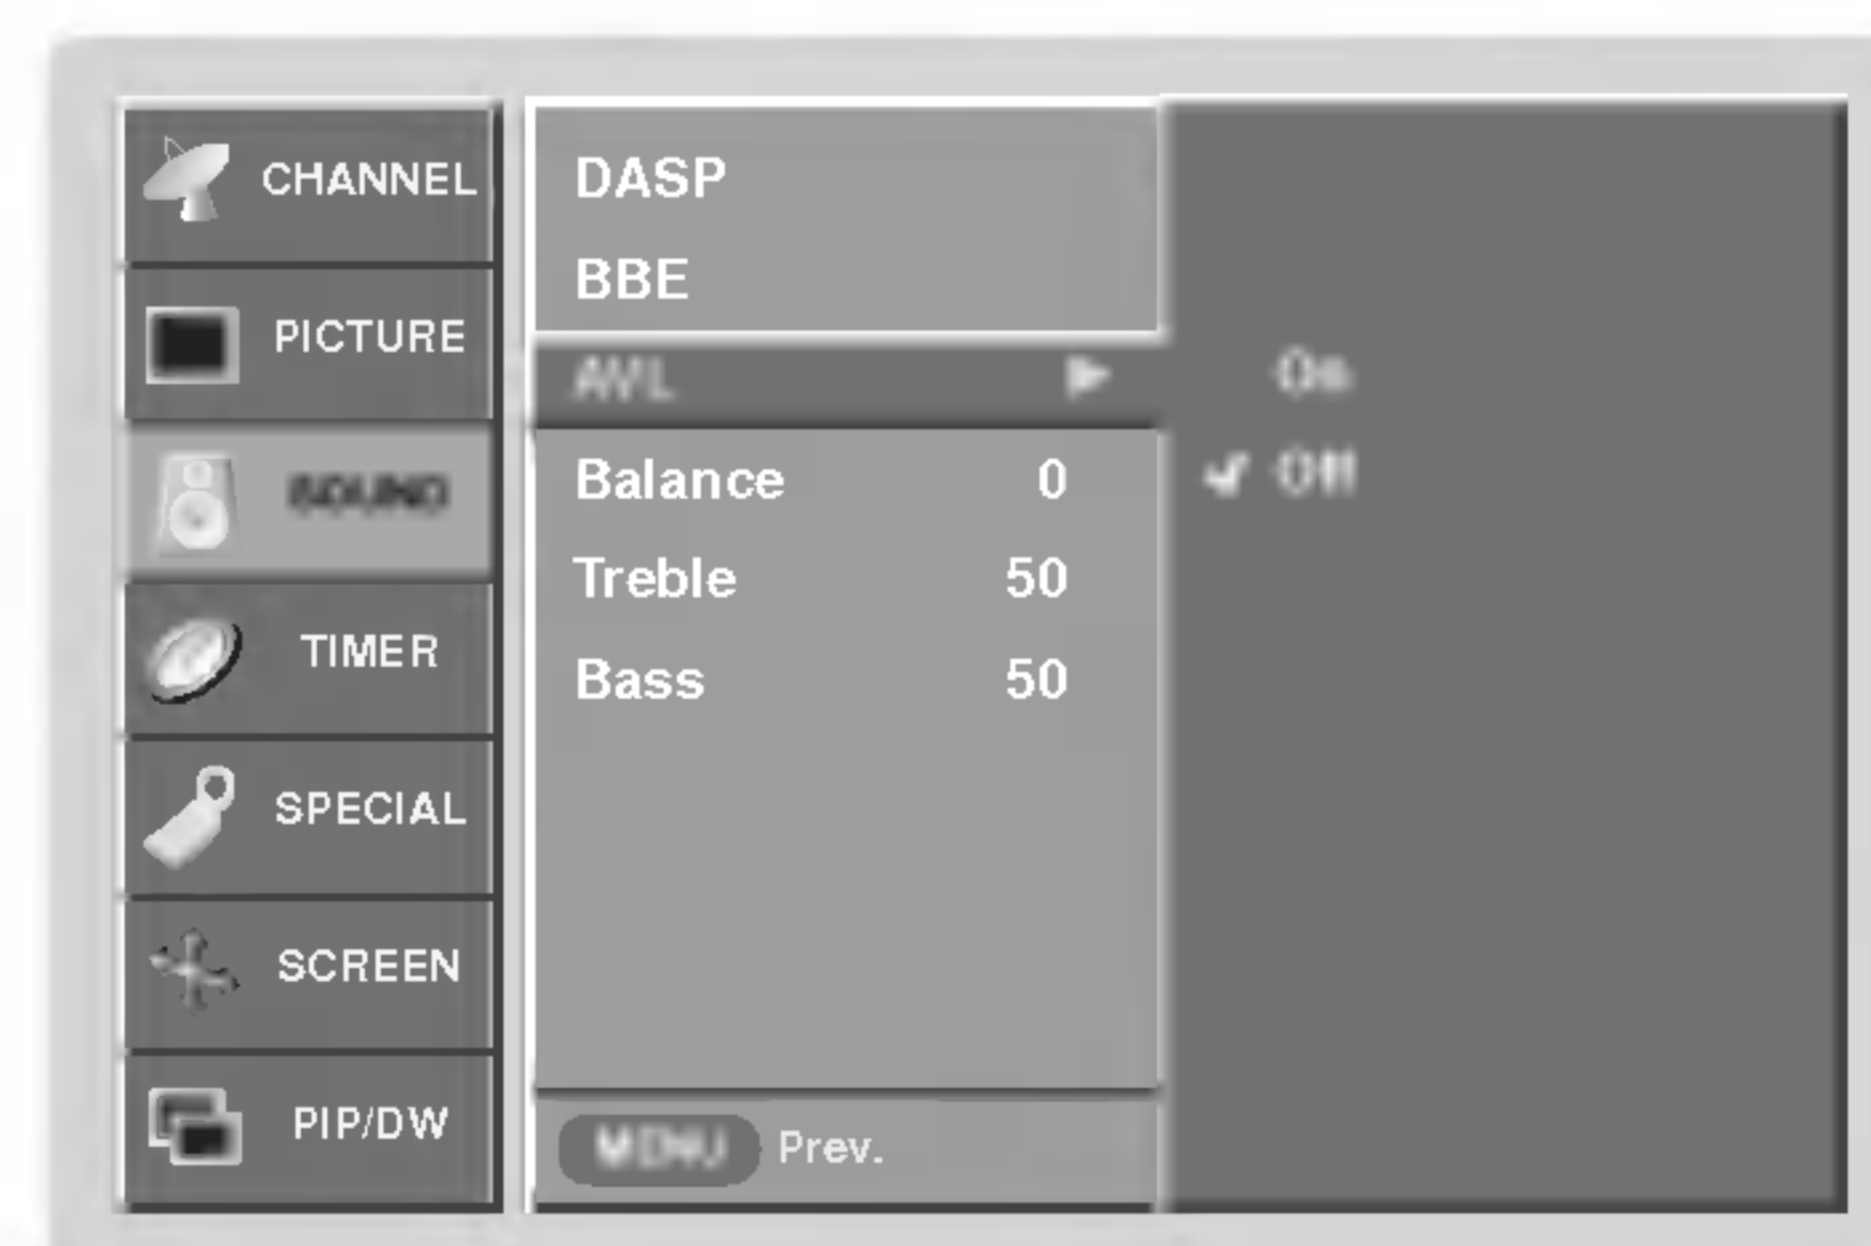 CHANNEL
PICTURE
SOUND
TIMER
SPECIAL
SCREEN
PIP/DW
DASP
BBE
AVL
Balance 0
Treble 50
Bass 50
MENU Prev.
On
Off